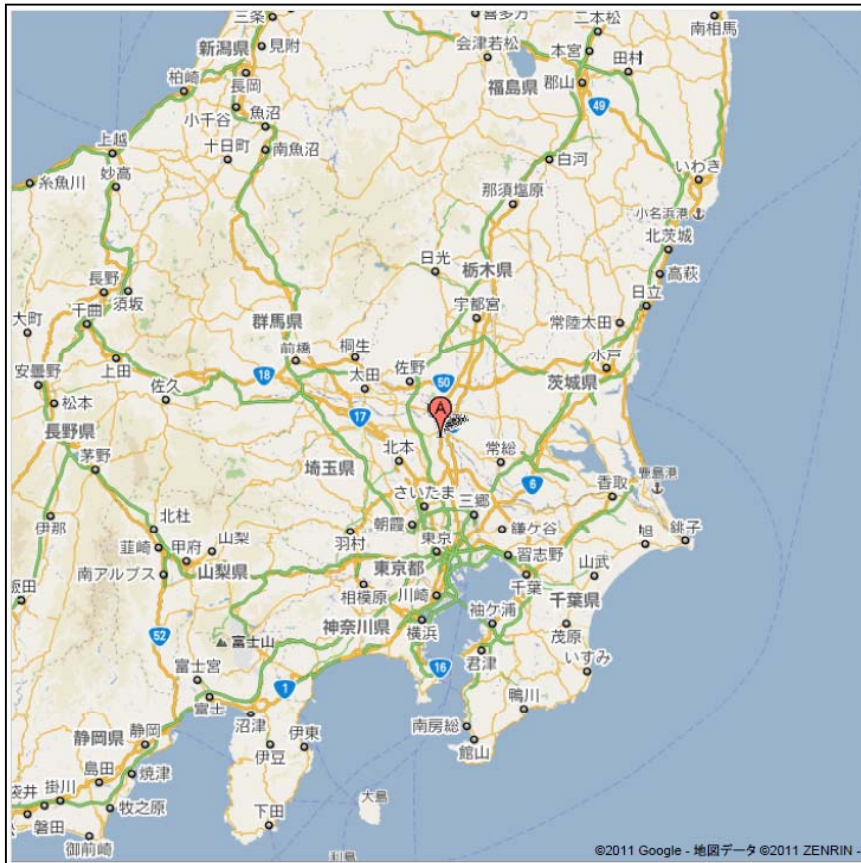 三条
喜多方
二本松
南相馬
新潟県
見附
会津若松
本宮
田村
長岡
福島県
郡山
柏崎
49
小千谷
魚沼
上越
十日町
南魚沼
白河
いわき
糸魚川
妙高
那須塩原
小名浜港
北茨城
日光
栃木県
高萩
長野
須坂
日立
大町
千曲
群馬県
宇都宮
常陸太田
前橋
桐生
水戸
上田
18
佐野
50
茨城県
安曇野
佐久
太田
松本
17
A
長野県
北本
常総
茅野
埼玉県
6
鹿島港
香取
さいたま
三郷
伊那
北杜
朝霞
鎌ケ谷
旭
銚子
韮崎
甲府
山梨
羽村
東京
習志野
南アルプス
山梨県
東京都
千葉
山武
飯田
相模原
川崎
千葉県
52
神奈川県
横浜
袖ケ浦
茂原
富士山
君津
いすみ
富士宮
1
16
富士
鴨川
沼津
南房総
静岡県
静岡
伊豆
伊東
館山
島田
焼津
袋井
掛川
牧之原
大島
磐田
下田
御前崎
利島
©2011 Google - 地図データ ©2011 ZENRIN -